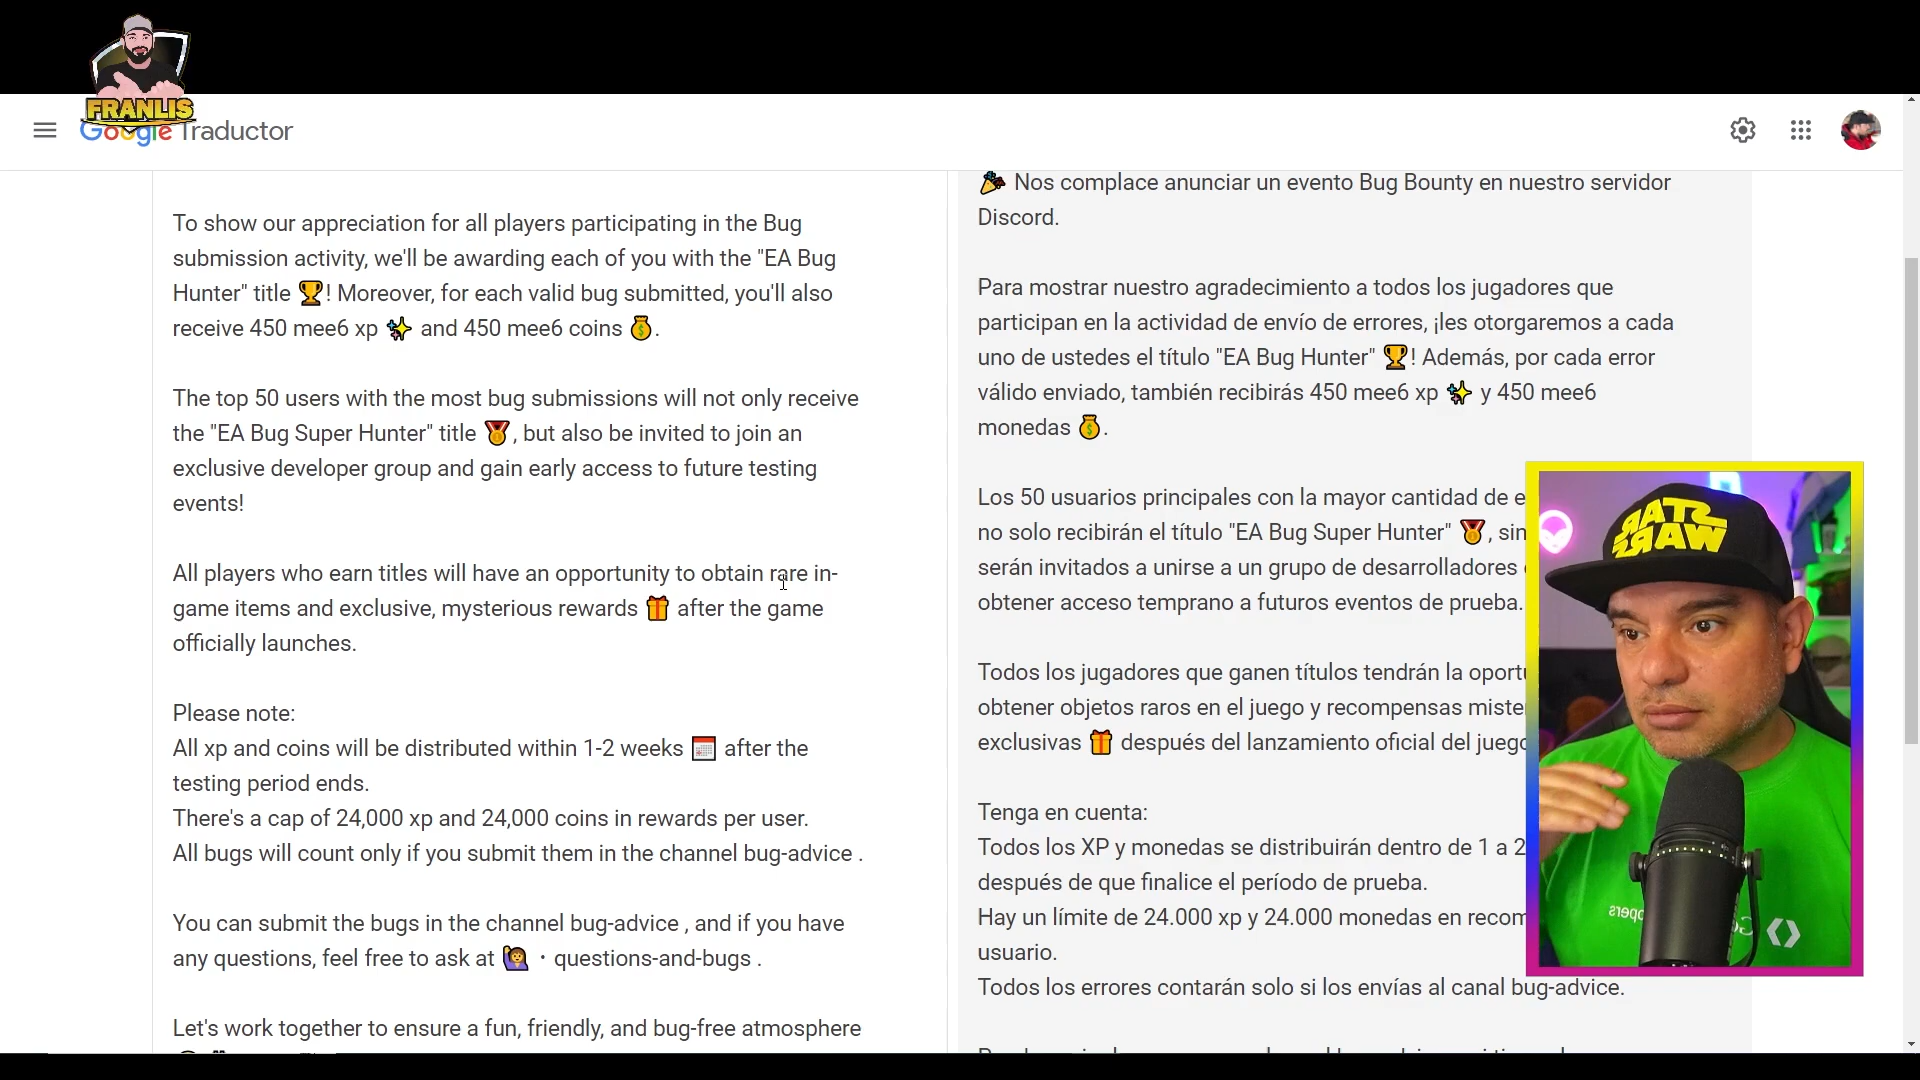 FRANLIS
Google Traductor
To show our appreciation for all players participating in the Bug
submission activity, we'll be awarding each of you with the "EA Bug
Hunter" title 🏆! Moreover, for each valid bug submitted, you'll also
receive 450 mee6 xp ✨ and 450 mee6 coins 💰.
The top 50 users with the most bug submissions will not only receive
the "EA Bug Super Hunter" title 🏅, but also be invited to join an
exclusive developer group and gain early access to future testing
events!
All players who earn titles will have an opportunity to obtain rare in-
game items and exclusive, mysterious rewards 🎁 after the game
officially launches.
Please note:
All xp and coins will be distributed within 1-2 weeks 📅 after the
testing period ends.
There's a cap of 24,000 xp and 24,000 coins in rewards per user.
All bugs will count only if you submit them in the channel bug-advice .
You can submit the bugs in the channel bug-advice , and if you have
any questions, feel free to ask at 🙋 ・questions-and-bugs .
Let's work together to ensure a fun, friendly, and bug-free atmosphere
🎉 Nos complace anunciar un evento Bug Bounty en nuestro servidor
Discord.
Para mostrar nuestro agradecimiento a todos los jugadores que
participan en la actividad de envío de errores, ¡les otorgaremos a cada
uno de ustedes el título "EA Bug Hunter" 🏆! Además, por cada error
válido enviado, también recibirás 450 mee6 xp ✨ y 450 mee6
monedas 💰.
Los 50 usuarios principales con la mayor cantidad de e
no solo recibirán el título "EA Bug Super Hunter" 🏅, sin
serán invitados a unirse a un grupo de desarrolladores
obtener acceso temprano a futuros eventos de prueba.
Todos los jugadores que ganen títulos tendrán la oportu
obtener objetos raros en el juego y recompensas miste
exclusivas 🎁 después del lanzamiento oficial del juego
Tenga en cuenta:
Todos los XP y monedas se distribuirán dentro de 1 a 2
después de que finalice el período de prueba.
Hay un límite de 24.000 xp y 24.000 monedas en recom
usuario.
Todos los errores contarán solo si los envías al canal bug-advice.
STAR
WARS